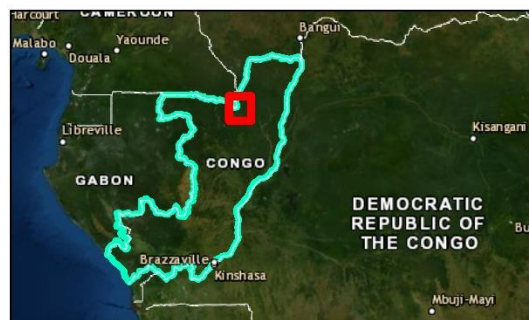 Harcourt
CAMEROON
Malabo
Yaounde
Douala
Bangui
Libreville
Kisangani
CONGO
GABON
DEMOCRATIC
REPUBLIC OF
THE CONGO
Bu
Brazzaville
Kinshasa
Mbuji-Mayi